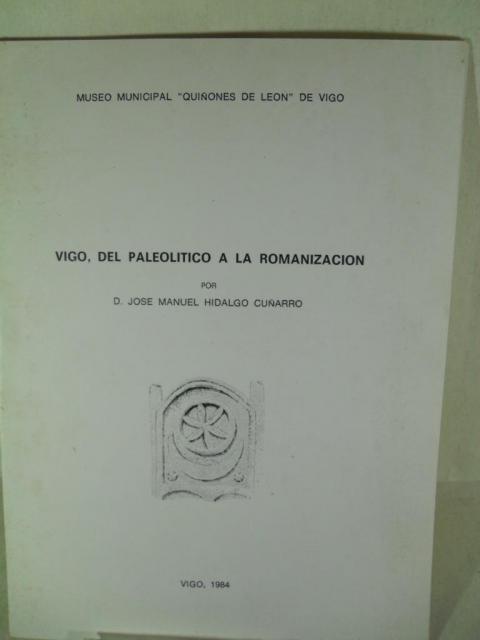 MUSEO MUNICIPAL "QUIÑONES DE LEON" DE VIGO
VIGO, DEL PALEOLITICO A LA ROMANIZACION
POR
D. JOSE MANUEL HIDALGO CUÑARRO
VIGO, 1984